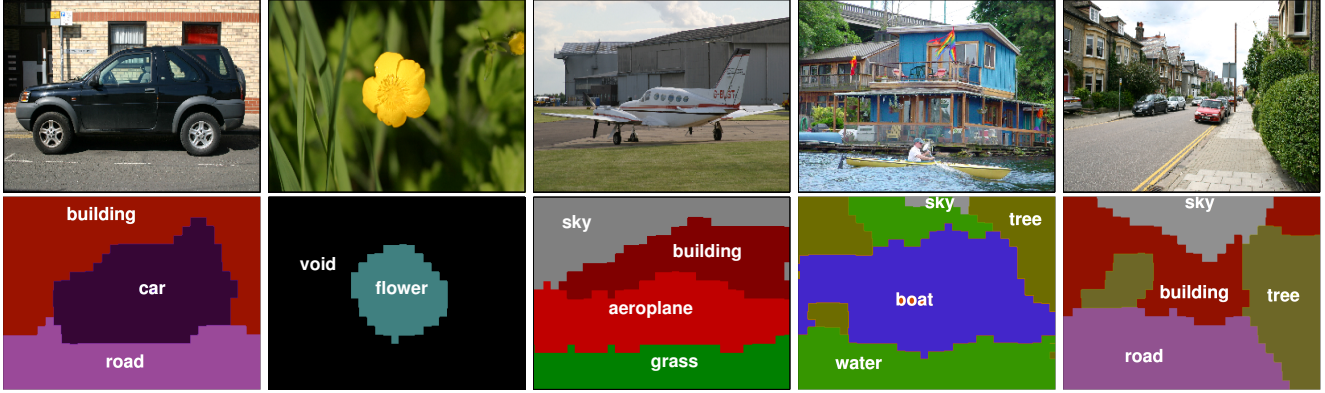 building
car
road
void
flower
sky
building
aeroplane
grass
sky
tree
boat
water
sky
building
tree
road